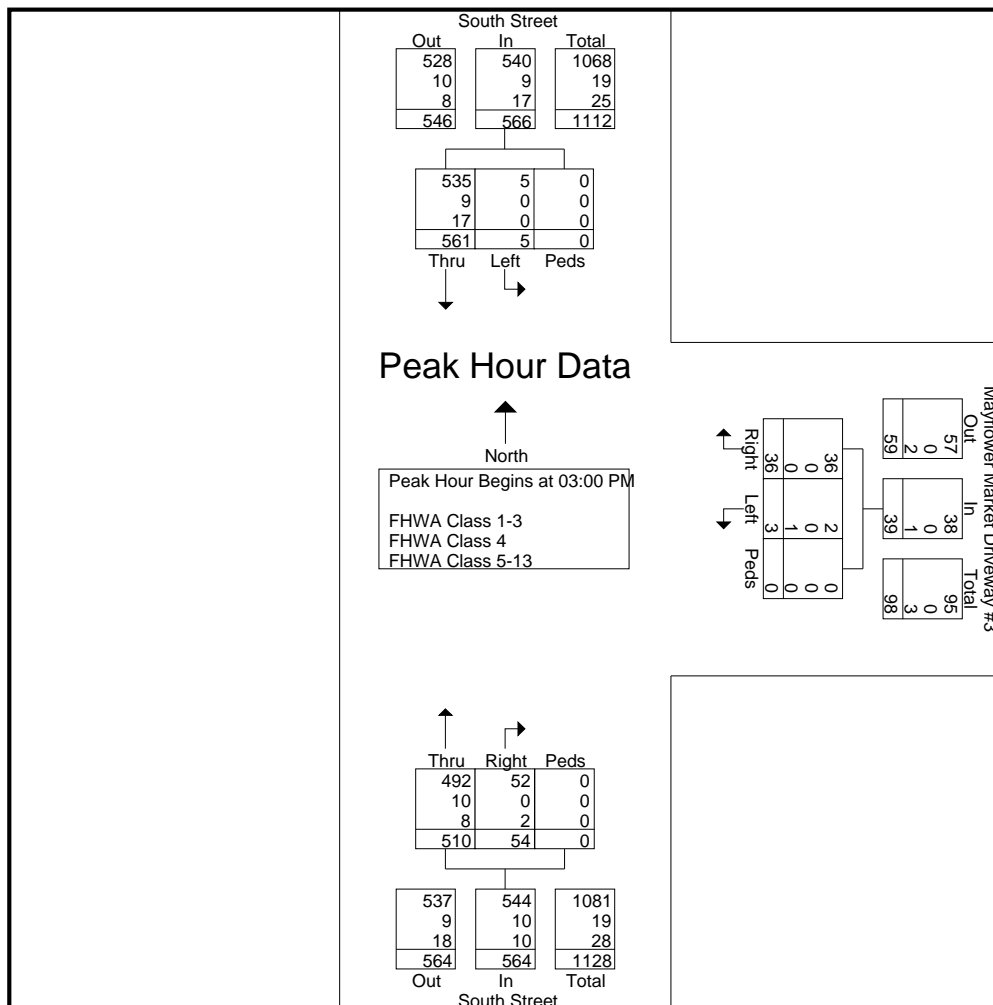 South Street
Out In Total
528 540 1068
10 9 19
8 17 25
546 566 1112
535 5 0
9 0 0
17 0 0
561 5 0
Thru Left Peds
Peak Hour Data
North
Peak Hour Begins at 03:00 PM
FHWA Class 1-3
FHWA Class 4
FHWA Class 5-13
Mayflower Market Driveway #3
Out In Total
57 38 95
0 0 0
2 1 3
59 39 98
36 2 0
0 0 0
0 1 0
36 3 0
Right Left Peds
Thru Right Peds
492 52 0
10 0 0
8 2 0
510 54 0
537 544 1081
9 10 19
18 10 28
564 564 1128
Out In Total
South Street